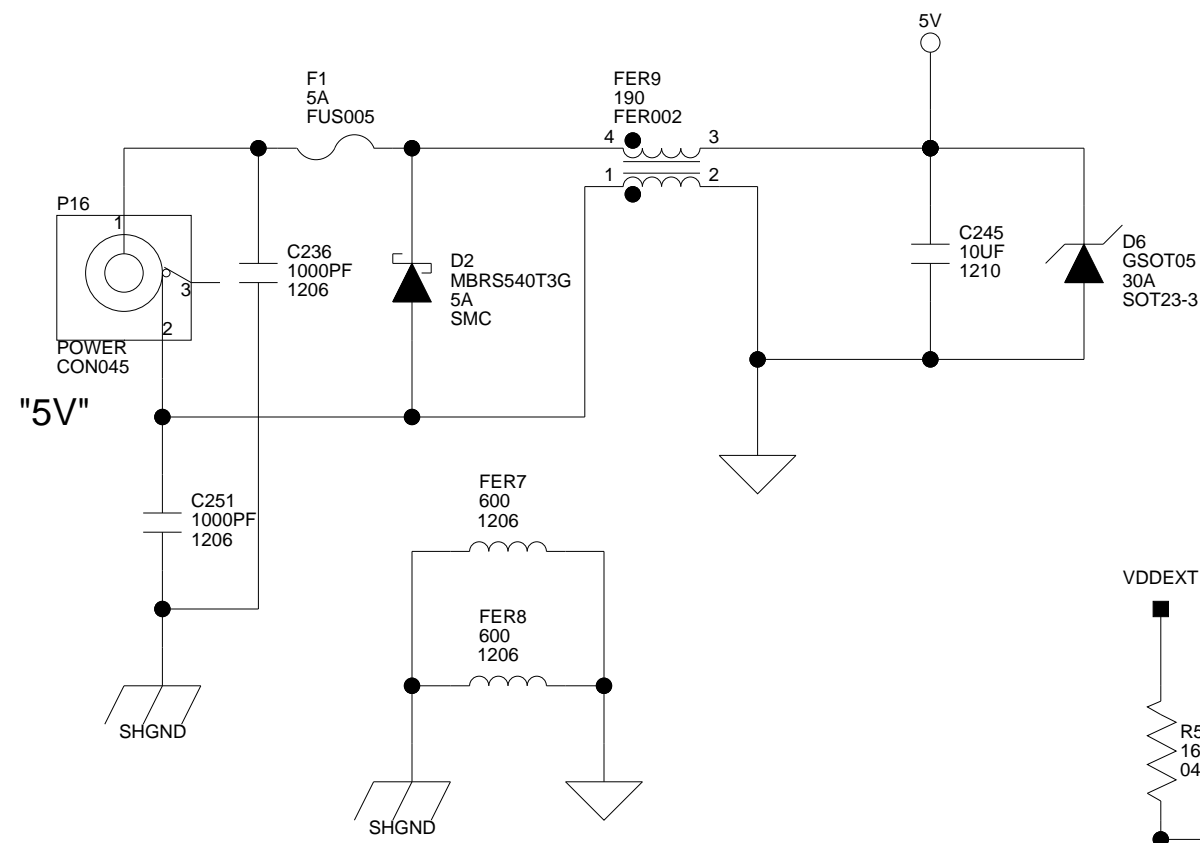 5V
F1
5A
FUS005
FER9
190
FER002
4
3
1
2
P16
1
3
2
POWER
CON045
"5V"
C236
1000PF
1206
D2
MBRS540T3G
5A
SMC
C245
10UF
1210
D6
GSOT05
30A
SOT23-3
C251
1000PF
1206
SHGND
FER7
600
1206
FER8
600
1206
SHGND
VDDEXT